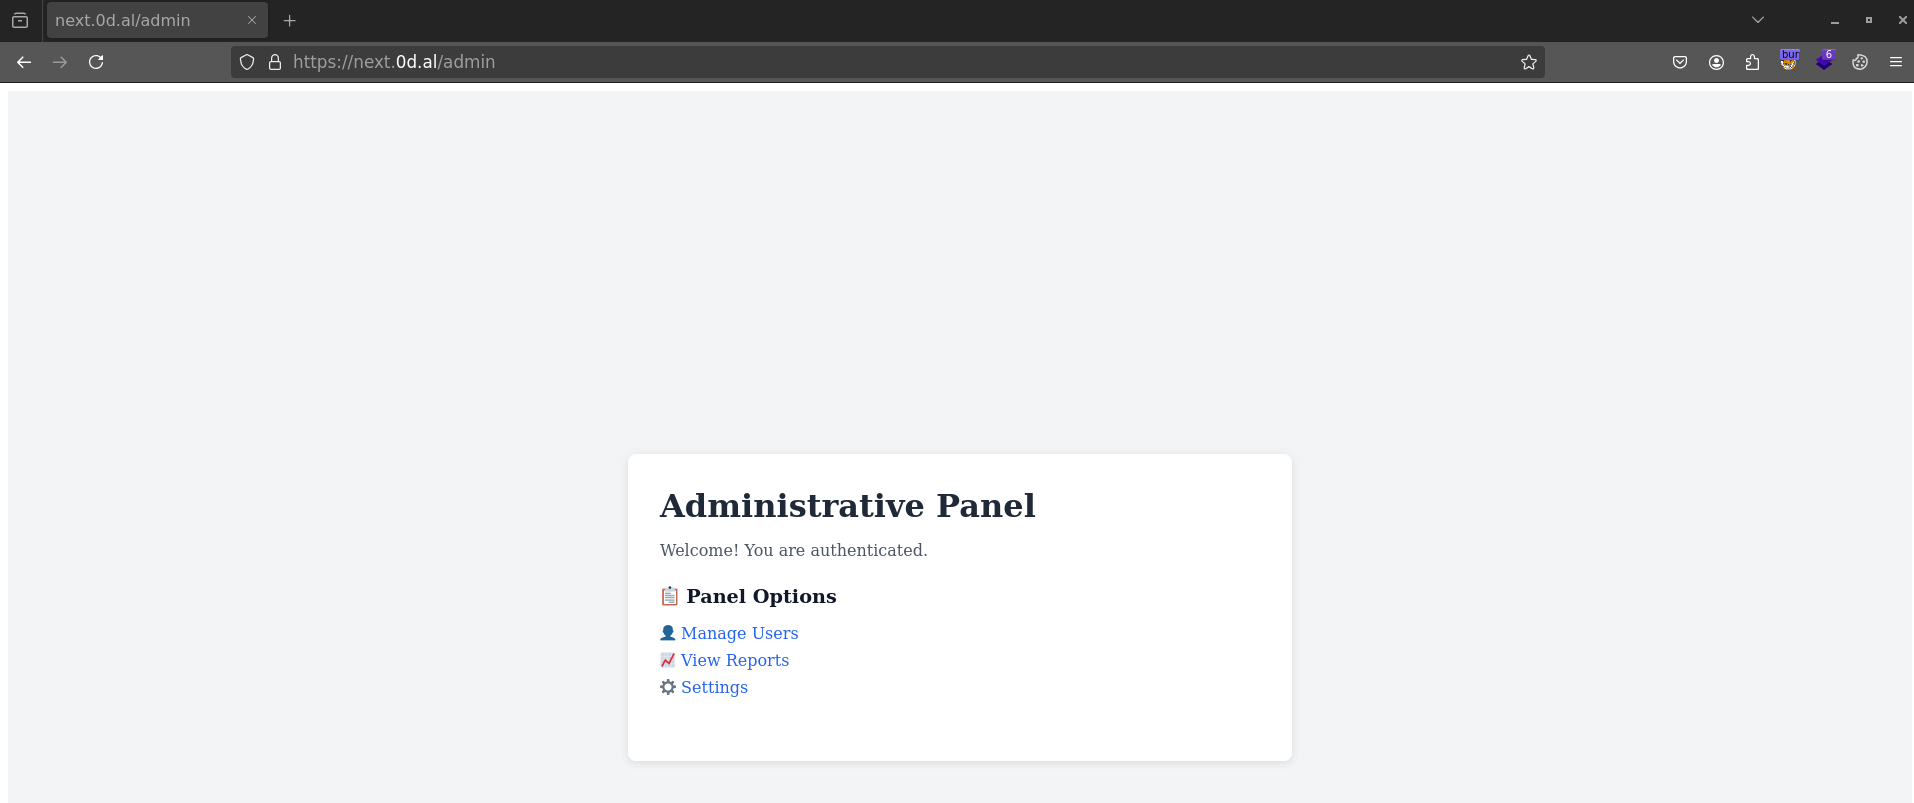 next.0d.al/admin
https://next.0d.al/admin
bur
6
Administrative Panel
Welcome! You are authenticated.
Panel Options
Manage Users
View Reports
Settings